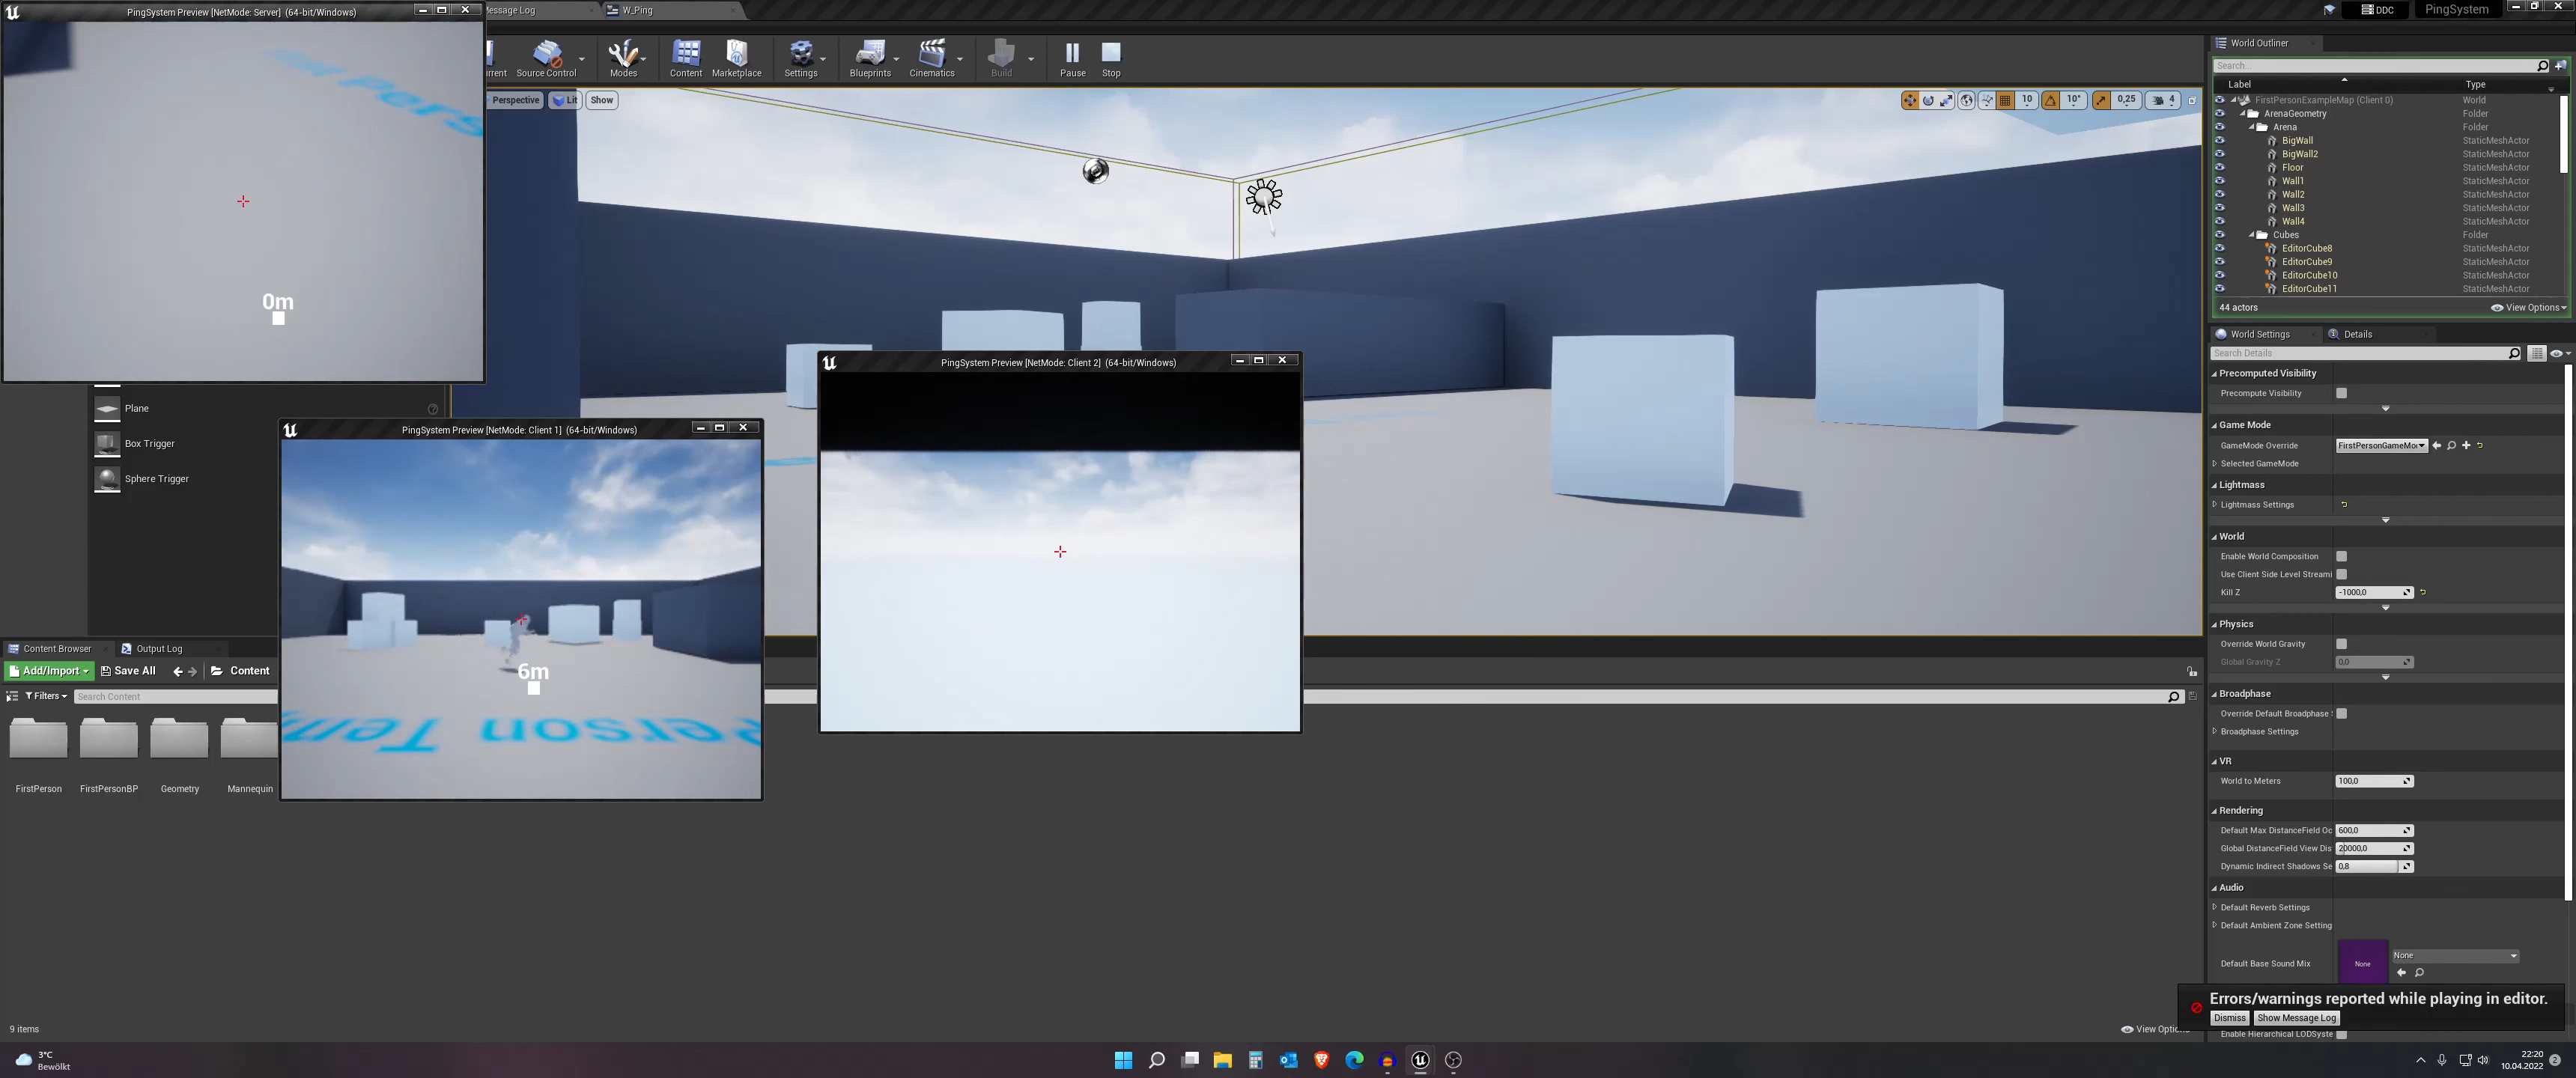 PingSystem Preview [NetMode: Server] (64-bit/Windows)
Message Log
W_Ping
DDC
PingSystem
Source Control
Modes
Content
Marketplace
Settings
Blueprints
Cinematics
Build
Pause
Stop
Perspective
Lit
Show
10
10°
0,25
4
0m
World Outliner
Search...
Label
Type
FirstPersonExampleMap (Client 0)
World
ArenaGeometry
Folder
Arena
Folder
BigWall
StaticMeshActor
BigWall2
StaticMeshActor
Floor
StaticMeshActor
Wall1
StaticMeshActor
Wall2
StaticMeshActor
Wall3
StaticMeshActor
Wall4
StaticMeshActor
Cubes
Folder
EditorCube8
StaticMeshActor
EditorCube9
StaticMeshActor
EditorCube10
StaticMeshActor
EditorCube11
StaticMeshActor
44 actors
View Options
World Settings
Details
Search Details
Precomputed Visibility
Precompute Visibility
Game Mode
GameMode Override
FirstPersonGameMo
Selected GameMode
Lightmass
Lightmass Settings
World
Enable World Composition
Use Client Side Level Streami
Kill Z
-1000,0
Physics
Override World Gravity
Global Gravity Z
0,0
Broadphase
Override Default Broadphase
Broadphase Settings
VR
World to Meters
100,0
Rendering
Default Max DistanceField Oc
600,0
Global DistanceField View Dis
20000,0
Dynamic Indirect Shadows Se
0,8
Audio
Default Reverb Settings
Default Ambient Zone Setting
Default Base Sound Mix
None
None
Errors/warnings reported while playing in editor.
Dismiss
Show Message Log
Enable Hierarchical LODSyste
Plane
Box Trigger
Sphere Trigger
PingSystem Preview [NetMode: Client 1] (64-bit/Windows)
6m
PingSystem Preview [NetMode: Client 2] (64-bit/Windows)
Content Browser
Output Log
Add/Import
Save All
Content
Filters
Search Content
FirstPerson
FirstPersonBP
Geometry
Mannequin
9 items
View Option
3°C
Bewölkt
22:20
10.04.2022
2